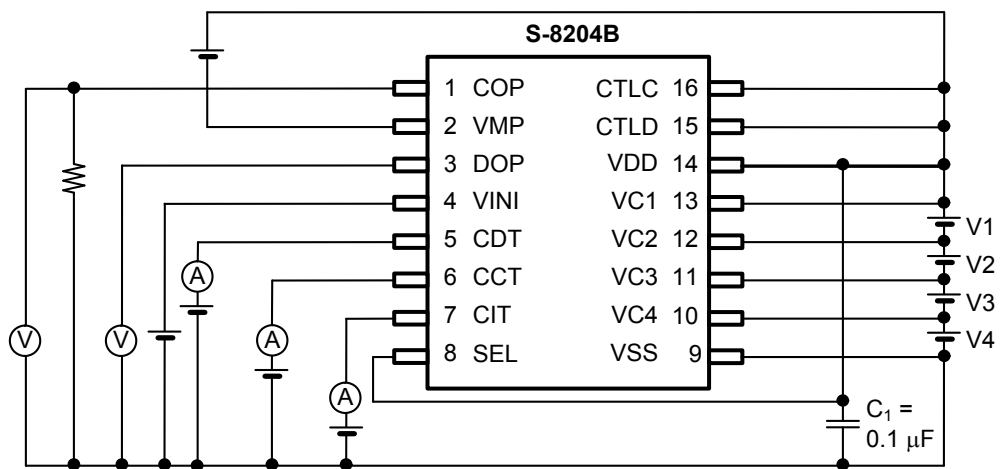 S-8204B
1 COP CTLC 16
2 VMP CTLD 15
3 DOP VDD 14
4 VINI VC1 13
5 CDT VC2 12
6 CCT VC3 11
7 CIT VC4 10
8 SEL VSS 9
V1
V2
V3
V4
A
A
A
V
V
C1 =
0.1 µF